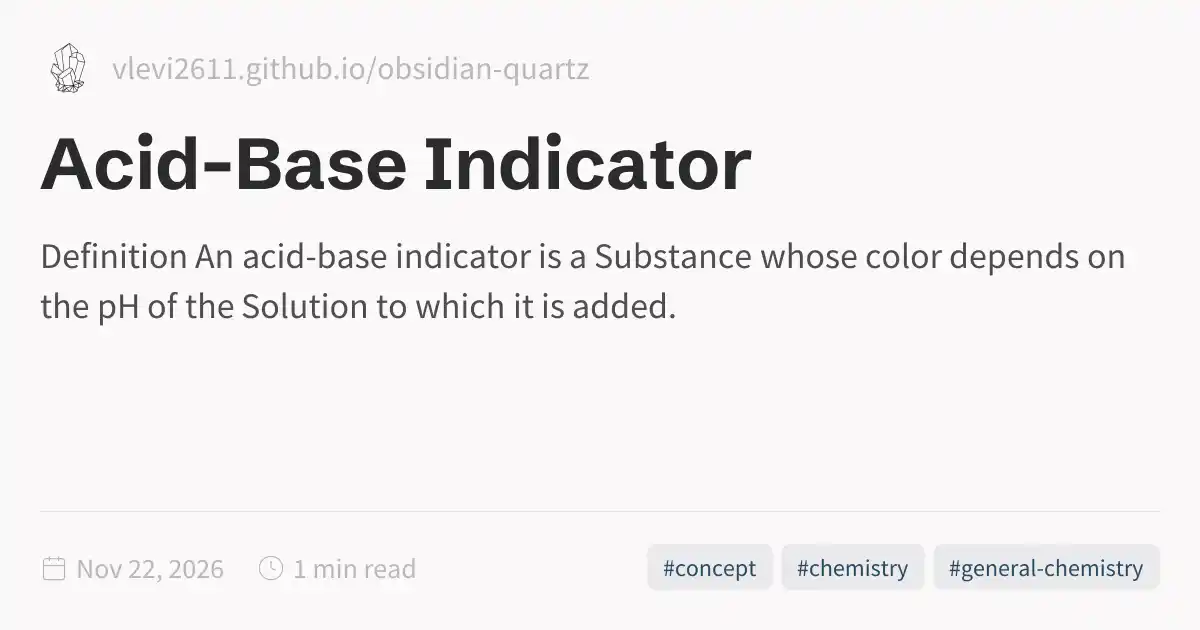 vlevi2611.github.io/obsidian-quartz
Acid-Base Indicator
Definition An acid-base indicator is a Substance whose color depends on
the pH of the Solution to which it is added.
Nov 22, 2026
1 min read
#concept
#chemistry
#general-chemistry